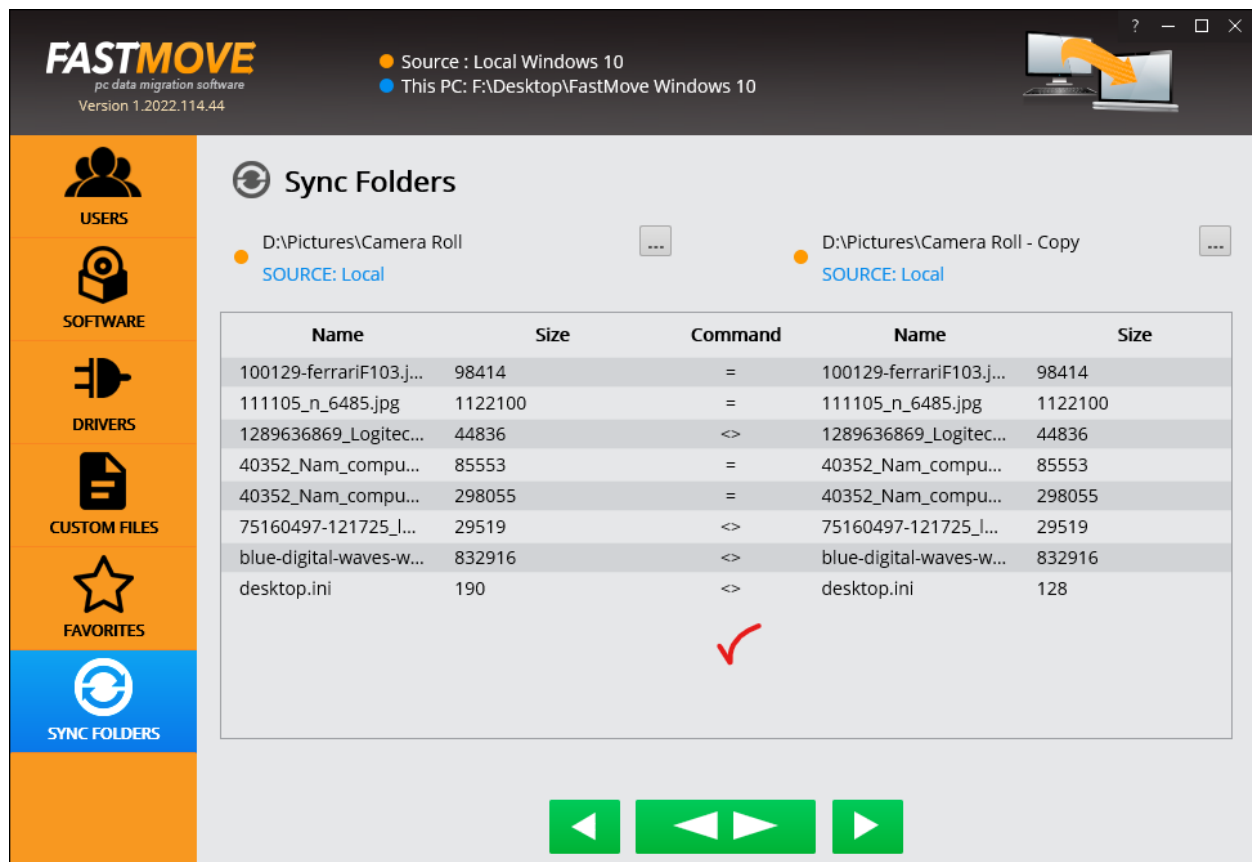 ? 
FASTMOVE
pc data migration software
Version 1.2022.114.44
Source : Local Windows 10
This PC: F:\Desktop\FastMove Windows 10
USERS
SOFTWARE
DRIVERS
CUSTOM FILES
FAVORITES
SYNC FOLDERS
Sync Folders
D:\Pictures\Camera Roll ... D:\Pictures\Camera Roll - Copy ...
SOURCE: Local SOURCE: Local
Name Size Command Name Size
100129-ferrariF103.j... 98414 = 100129-ferrariF103.j... 98414
111105_n_6485.jpg 1122100 = 111105_n_6485.jpg 1122100
1289636869_Logitec... 44836 <> 1289636869_Logitec... 44836
40352_Nam_compu... 85553 = 40352_Nam_compu... 85553
40352_Nam_compu... 298055 = 40352_Nam_compu... 298055
75160497-121725_l... 29519 <> 75160497-121725_l... 29519
blue-digital-waves-w... 832916 <> blue-digital-waves-w... 832916
desktop.ini 190 <> desktop.ini 128